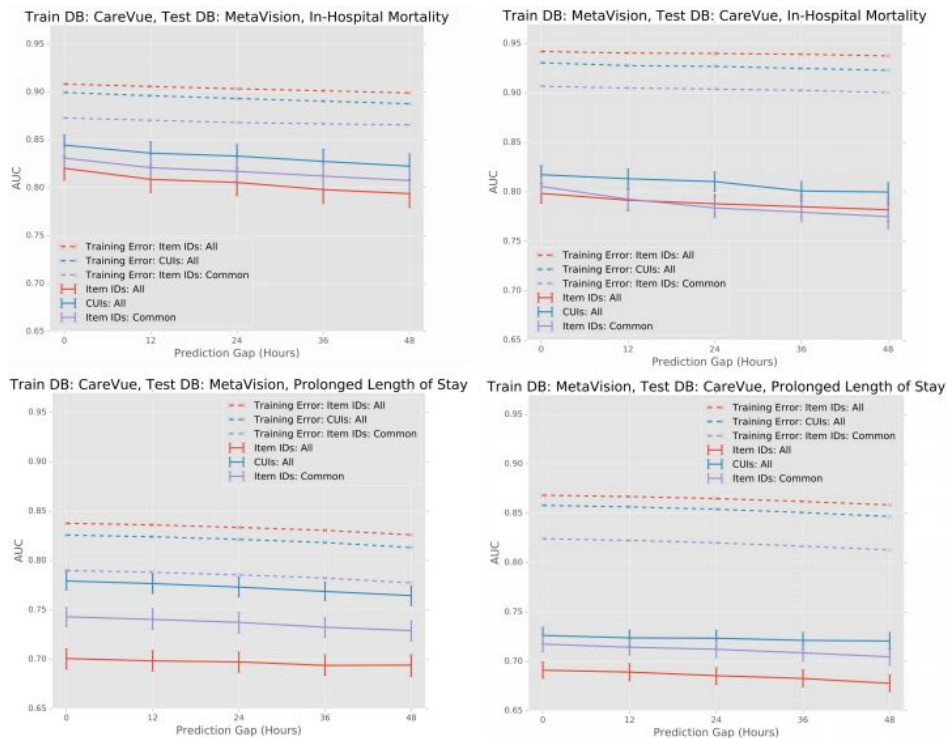 Train DB: CareVue, Test DB: MetaVision, In-Hospital Mortality
0.95
0.90
0.85
0.80
0.75
0.70
0.65
AUC
Training Error: Item IDs: All
Training Error: CUIs: All
Training Error: Item IDs: Common
Item IDs: All
CUIs: All
Item IDs: Common
0 12 24 36 48
Prediction Gap (Hours)
Train DB: MetaVision, Test DB: CareVue, In-Hospital Mortality
0.95
0.90
0.85
0.80
0.75
0.70
0.65
AUC
Training Error: Item IDs: All
Training Error: CUIs: All
Training Error: Item IDs: Common
Item IDs: All
CUIs: All
Item IDs: Common
0 12 24 36 48
Prediction Gap (Hours)
Train DB: CareVue, Test DB: MetaVision, Prolonged Length of Stay
0.95
0.90
0.85
0.80
0.75
0.70
0.65
AUC
Training Error: Item IDs: All
Training Error: CUIs: All
Training Error: Item IDs: Common
Item IDs: All
CUIs: All
Item IDs: Common
0 12 24 36 48
Prediction Gap (Hours)
Train DB: MetaVision, Test DB: CareVue, Prolonged Length of Stay
0.95
0.90
0.85
0.80
0.75
0.70
0.65
AUC
Training Error: Item IDs: All
Training Error: CUIs: All
Training Error: Item IDs: Common
Item IDs: All
CUIs: All
Item IDs: Common
0 12 24 36 48
Prediction Gap (Hours)